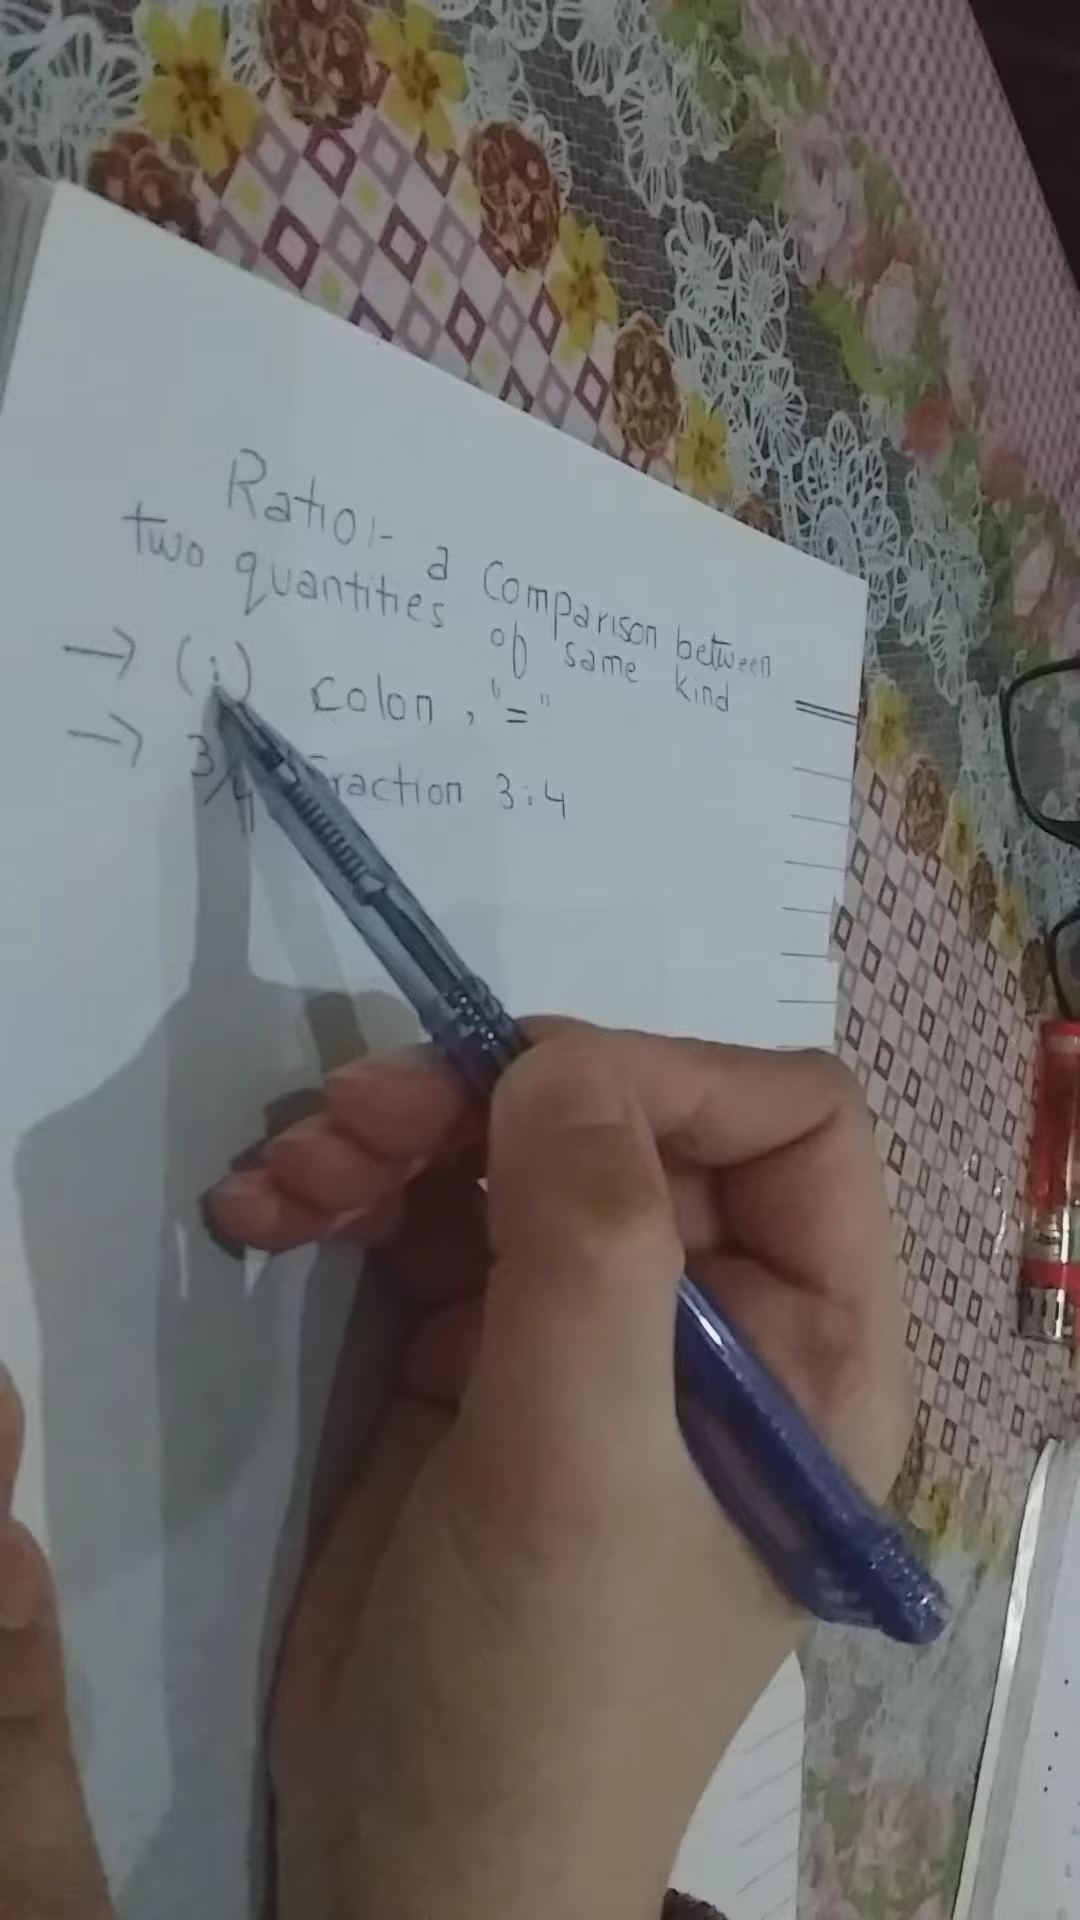 Ratio:- a Comparison between
two quantities of same kind
→ (:) colon, "="
→ 3/4 fraction 3:4